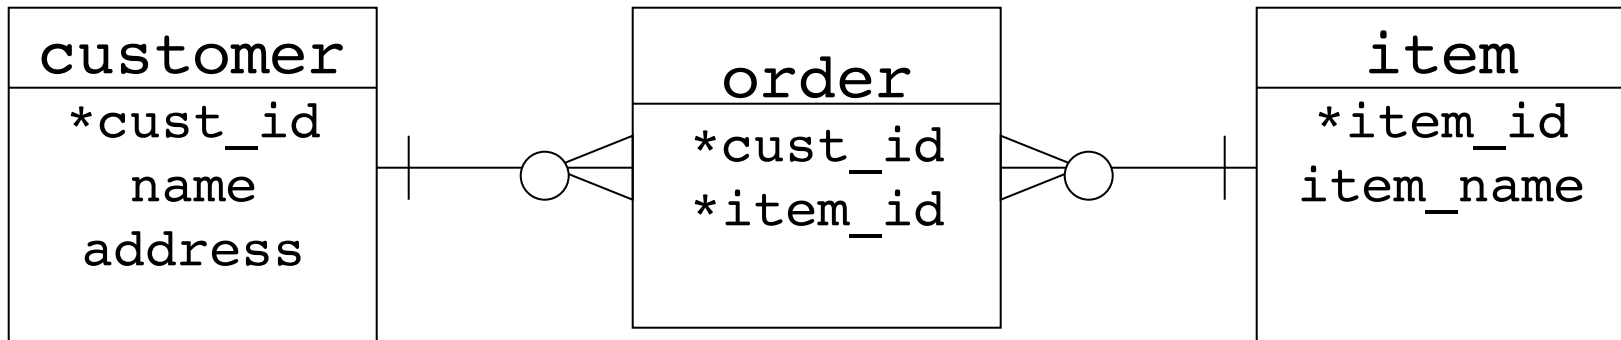 customer
*cust_id
name
address
order
*cust_id
*item_id
item
*item_id
item_name